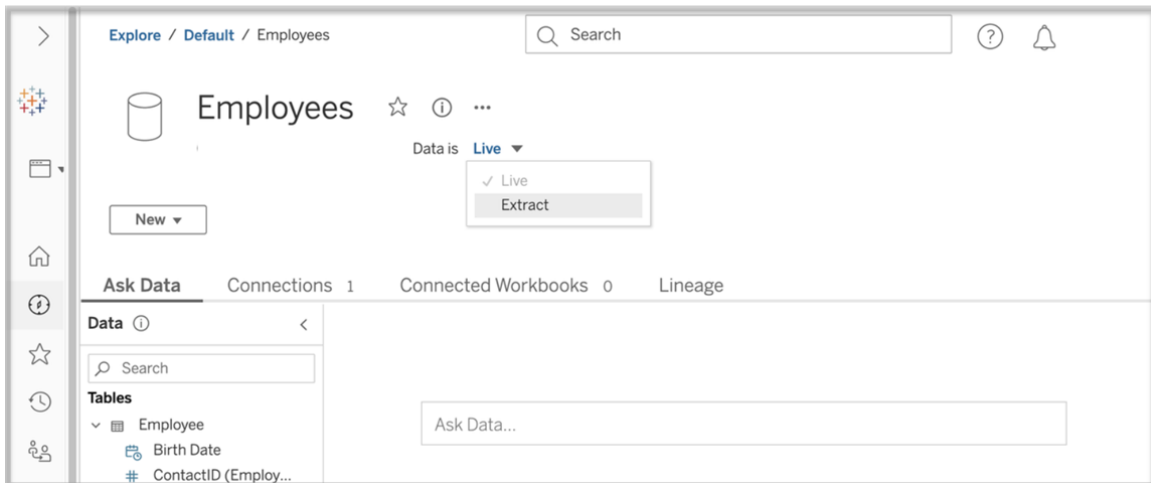 Explore / Default / Employees
Search
?
Employees
Data is Live
Live
Extract
New
Ask Data Connections 1 Connected Workbooks 0 Lineage
Data
Search
Tables
Employee
Ask Data...
Birth Date
ContactID (Employ...